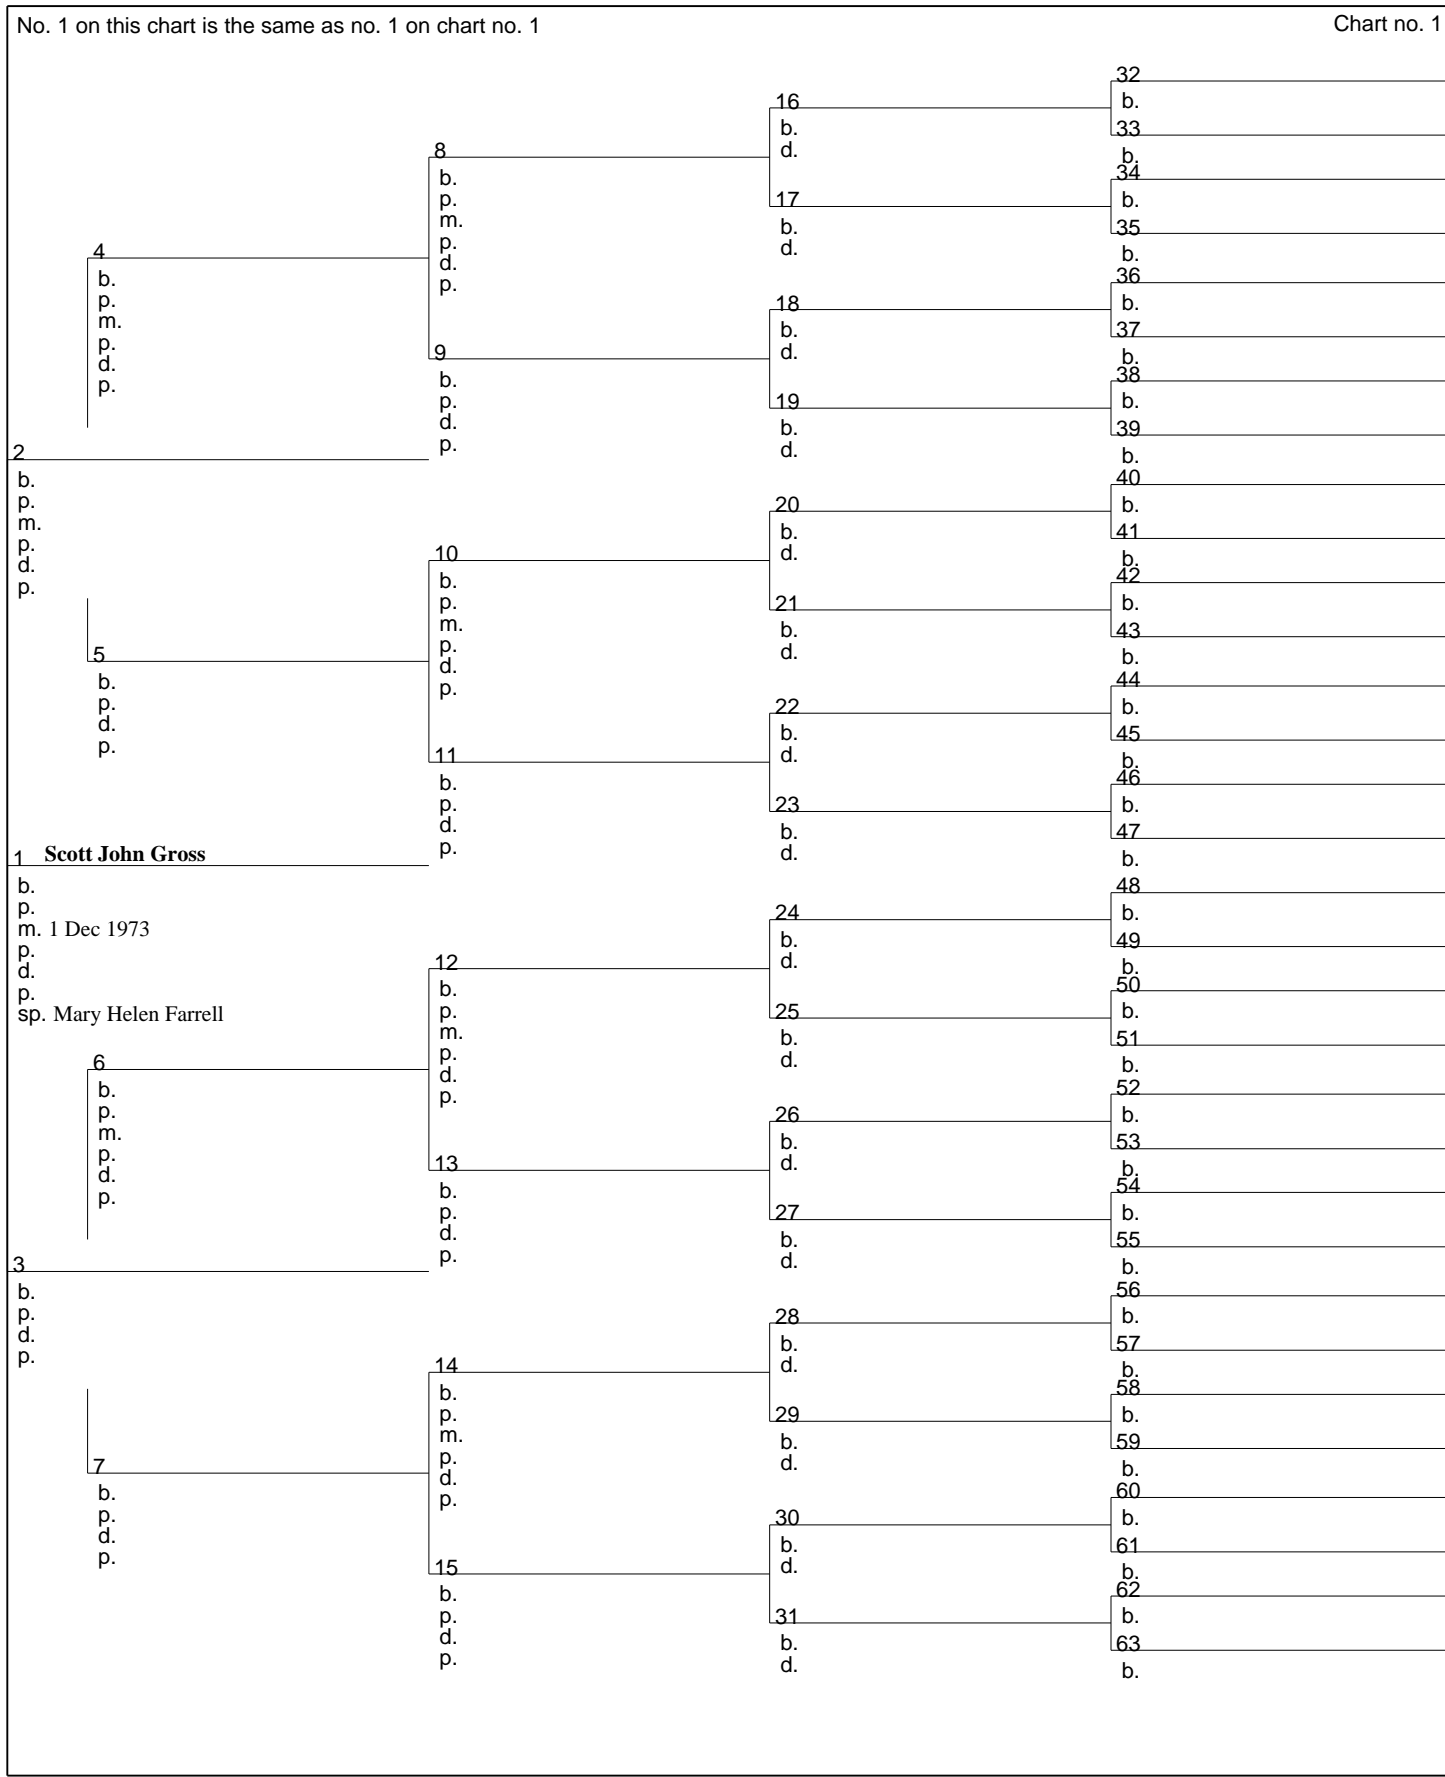 No. 1 on this chart is the same as no. 1 on chart no. 1
Chart no. 1
2
b.
p.
m.
p.
d.
p.
1 Scott John Gross
b.
p.
m. 1 Dec 1973
p.
d.
p.
sp. Mary Helen Farrell
3
b.
p.
d.
p.
4
b.
p.
m.
p.
d.
p.
5
b.
p.
d.
p.
6
b.
p.
m.
p.
d.
p.
7
b.
p.
d.
p.
8
b.
p.
m.
p.
d.
p.
9
b.
p.
d.
p.
10
b.
p.
m.
p.
d.
p.
11
b.
p.
d.
p.
12
b.
p.
m.
p.
d.
p.
13
b.
p.
d.
p.
14
b.
p.
m.
p.
d.
p.
15
b.
p.
d.
p.
16
b.
d.
17
b.
d.
18
b.
d.
19
b.
d.
20
b.
d.
21
b.
d.
22
b.
d.
23
b.
d.
24
b.
d.
25
b.
d.
26
b.
d.
27
b.
d.
28
b.
d.
29
b.
d.
30
b.
d.
31
b.
d.
32
b.
33
b.
34
b.
35
b.
36
b.
37
b.
38
b.
39
b.
40
b.
41
b.
42
b.
43
b.
44
b.
45
b.
46
b.
47
b.
48
b.
49
b.
50
b.
51
b.
52
b.
53
b.
54
b.
55
b.
56
b.
57
b.
58
b.
59
b.
60
b.
61
b.
62
b.
63
b.